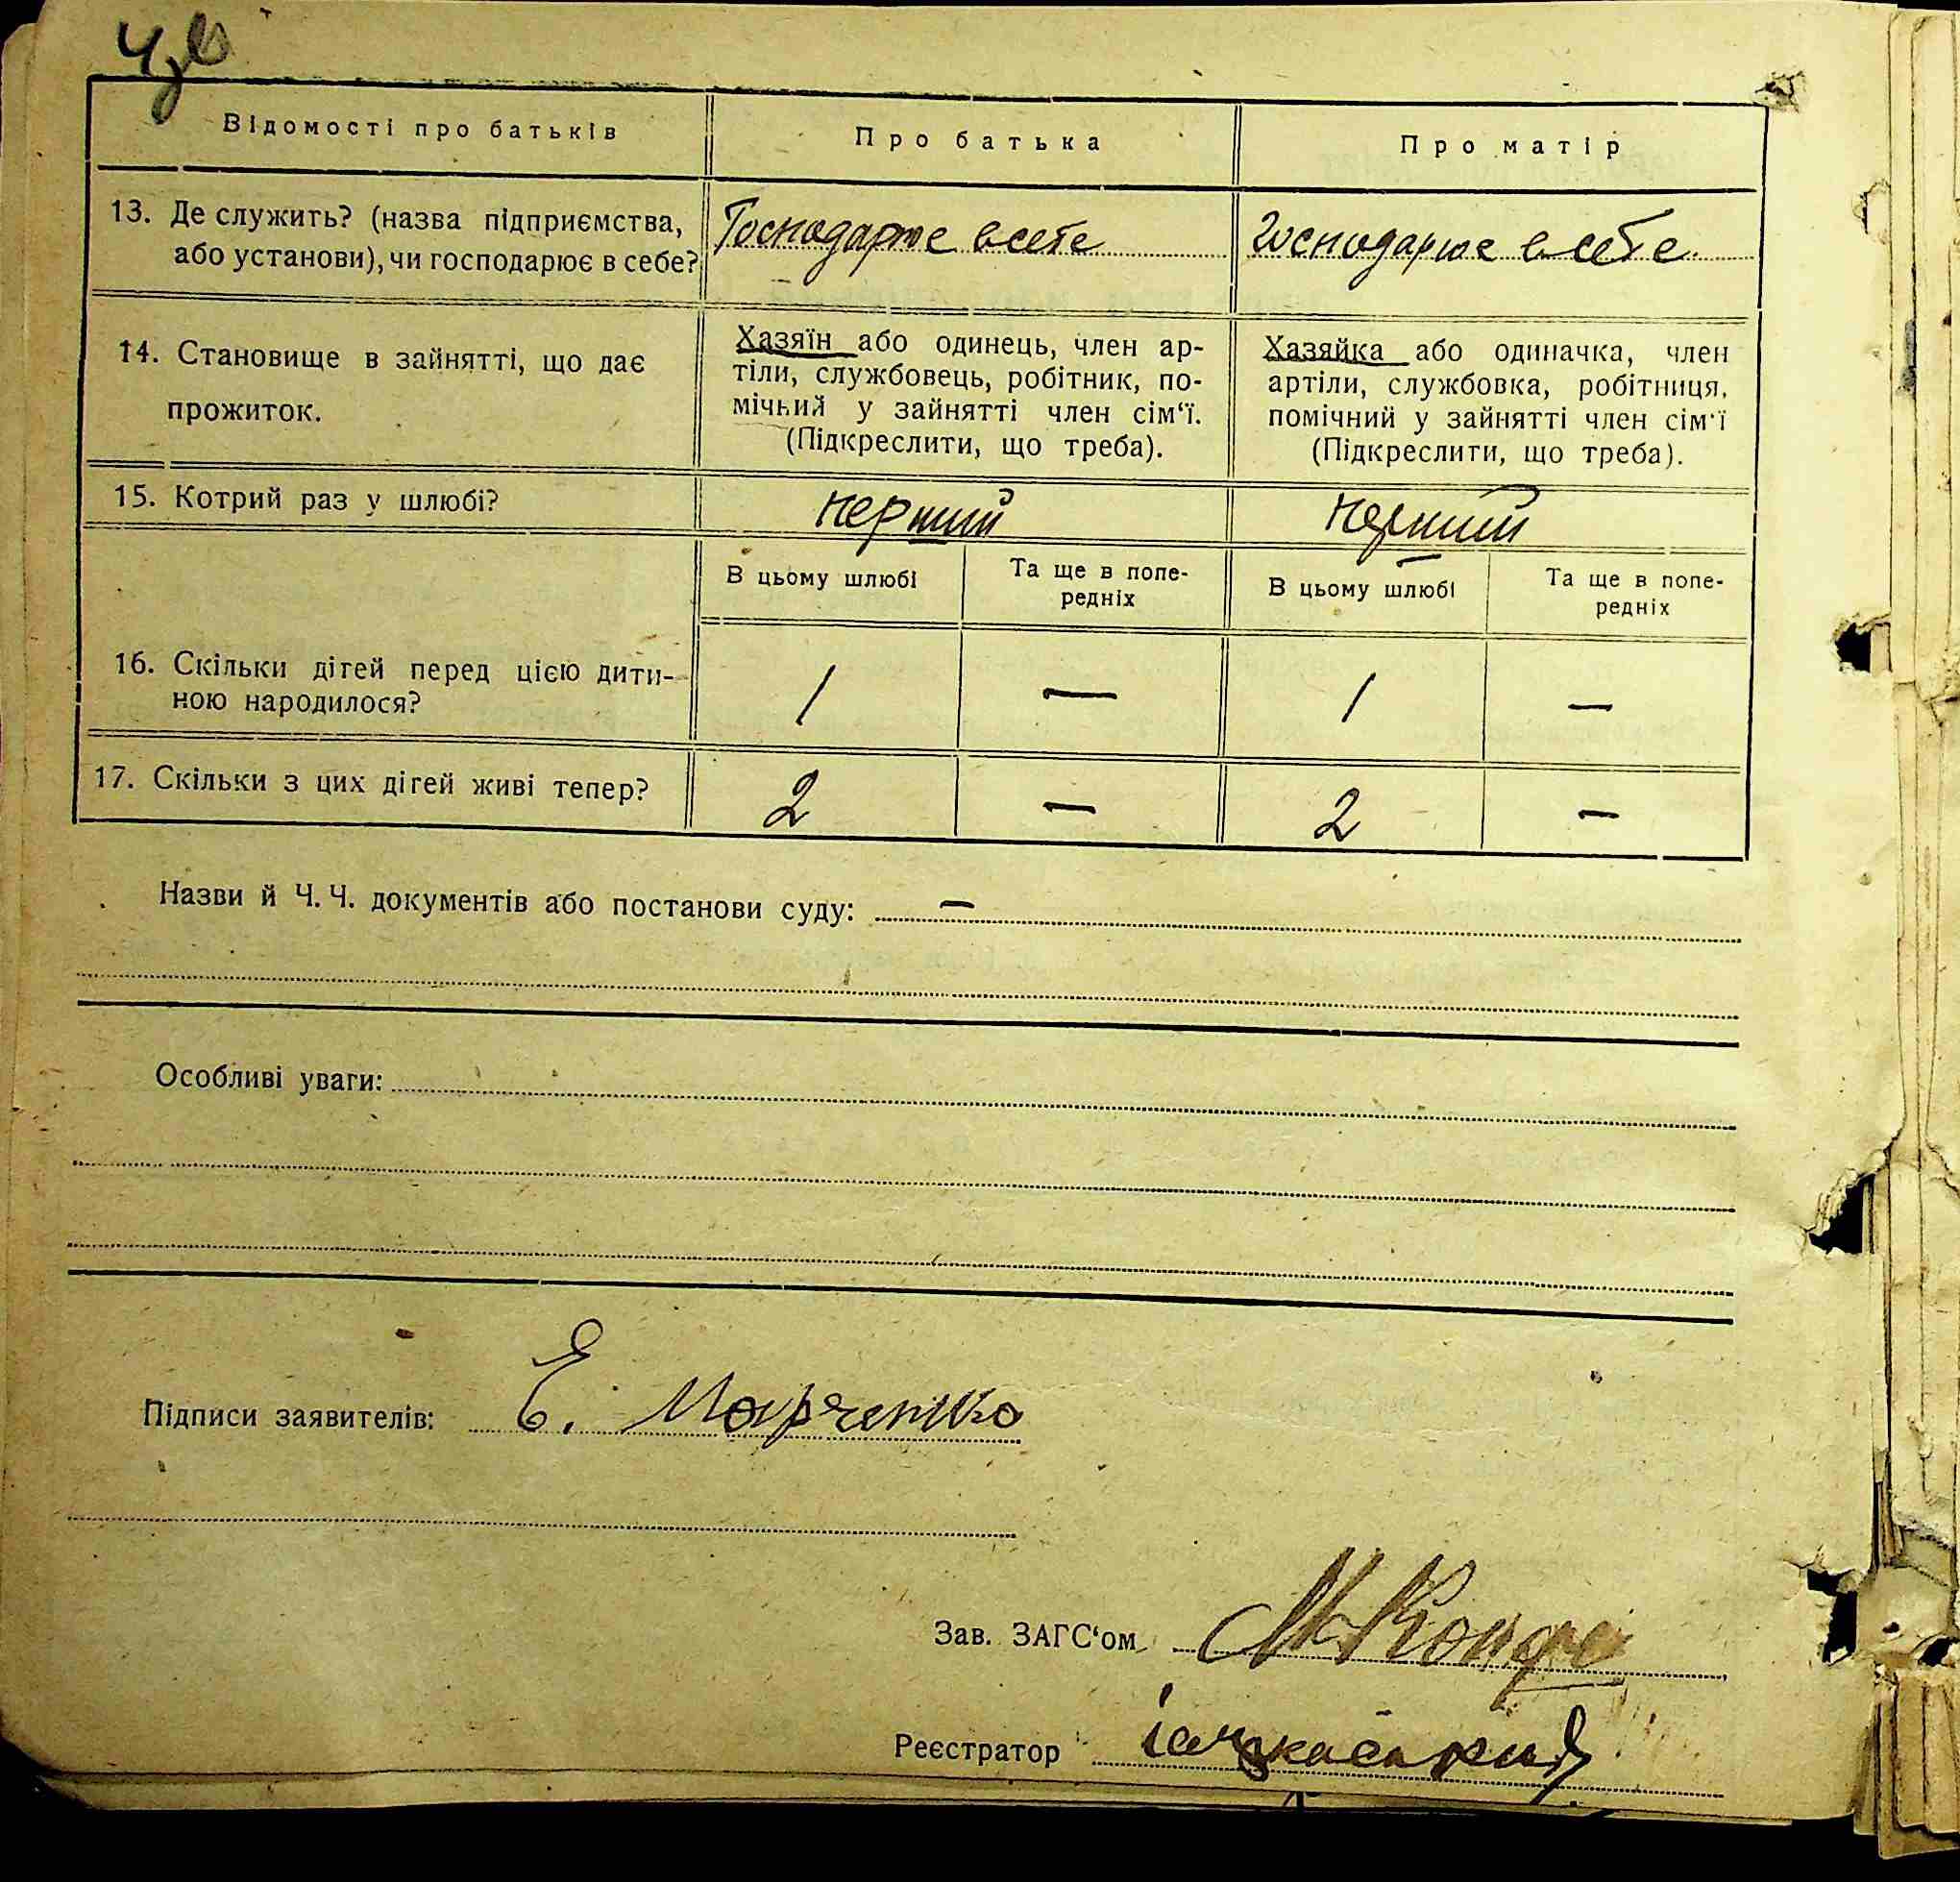 Відомості про батьків
Про батька
Про матір
13. Де служить? (назва підприємства, або установи), чи господарює в себе?
Господарює в себе
Господарює в себе
14. Становище в зайнятті, що дає прожиток.
Хазяїн або одинець, член ар-
тіли, службовець, робітник, по-
мічний у зайнятті член сім‘ї.
(Підкреслити, що треба).
Хазяйка або одиначка, член
артіли, службовка, робітниця,
помічний у зайнятті член сім‘ї
(Підкреслити, що треба).
15. Котрий раз у шлюбі?
перший
перший
В цьому шлюбі
Та ще в попе-
редніх
В цьому шлюбі
Та ще в попе-
редніх
16. Скільки дітей перед цією дити-
ною народилося?
1
—
1
—
17. Скільки з цих дітей живі тепер?
2
—
2
—
Назви й Ч. Ч. документів або постанови суду: —
Особливі уваги:
Підписи заявителів: Є. Марченко
Зав. ЗАГС‘ом
Реєстратор